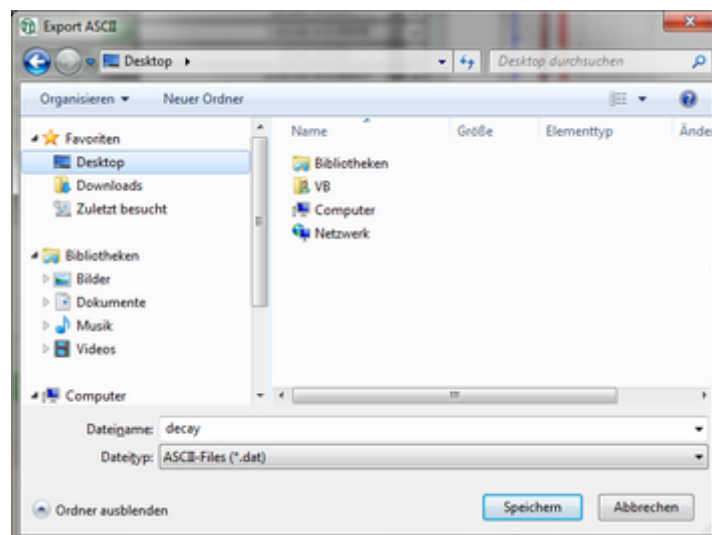 Export ASCII
Desktop
Desktop durchsuchen
Organisieren Neuer Ordner
Favoriten
Desktop
Downloads
Zuletzt besucht
Bibliotheken
Bilder
Dokumente
Musik
Videos
Computer
Name Größe Elementtyp Änder
Bibliotheken
VB
Computer
Netzwerk
Dateiname: decay
Dateityp: ASCII-Files (*.dat)
Ordner ausblenden Speichern Abbrechen